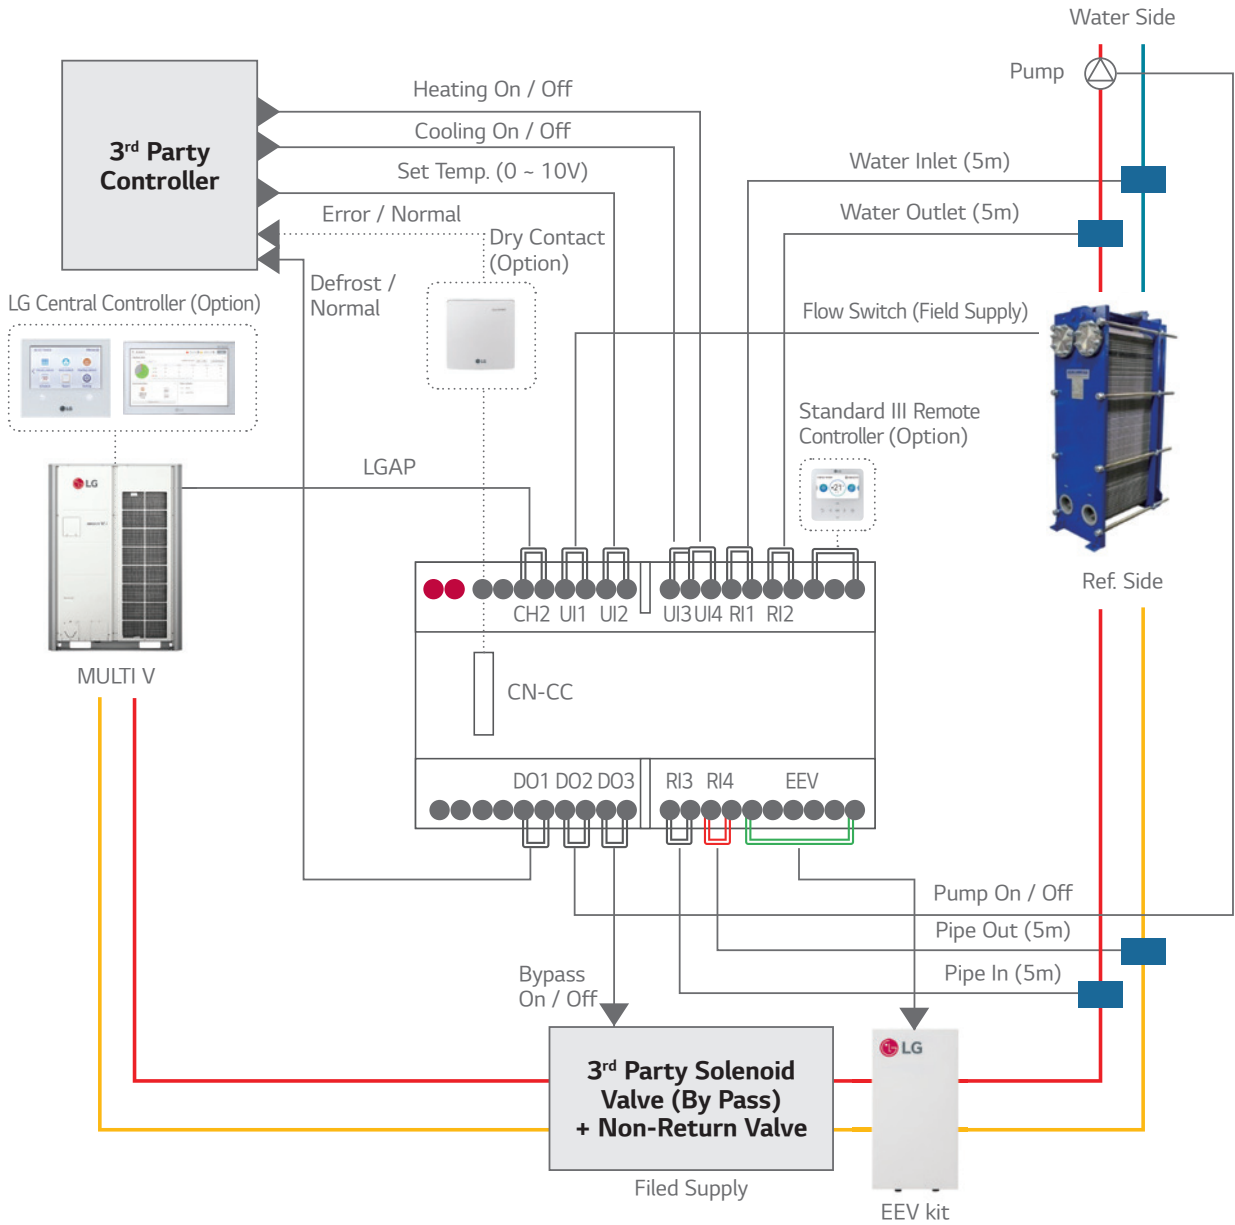 Water Side
Pump
Heating On / Off
Cooling On / Off
Set Temp. (0 ~ 10V)
Error / Normal
3rd Party
Controller
Water Inlet (5m)
Water Outlet (5m)
Dry Contact
(Option)
Defrost /
Normal
LG Central Controller (Option)
Flow Switch (Field Supply)
LG
LG
Standard III Remote
Controller (Option)
LGAP
LG
MULTI V
Ref. Side
CH2 UI1 UI2 UI3 UI4 RI1 RI2
CN-CC
DO1 DO2 DO3 RI3 RI4 EEV
Pump On / Off
Pipe Out (5m)
Pipe In (5m)
Bypass
On / Off
3rd Party Solenoid
Valve (By Pass)
+ Non-Return Valve
LG
Filed Supply
EEV kit